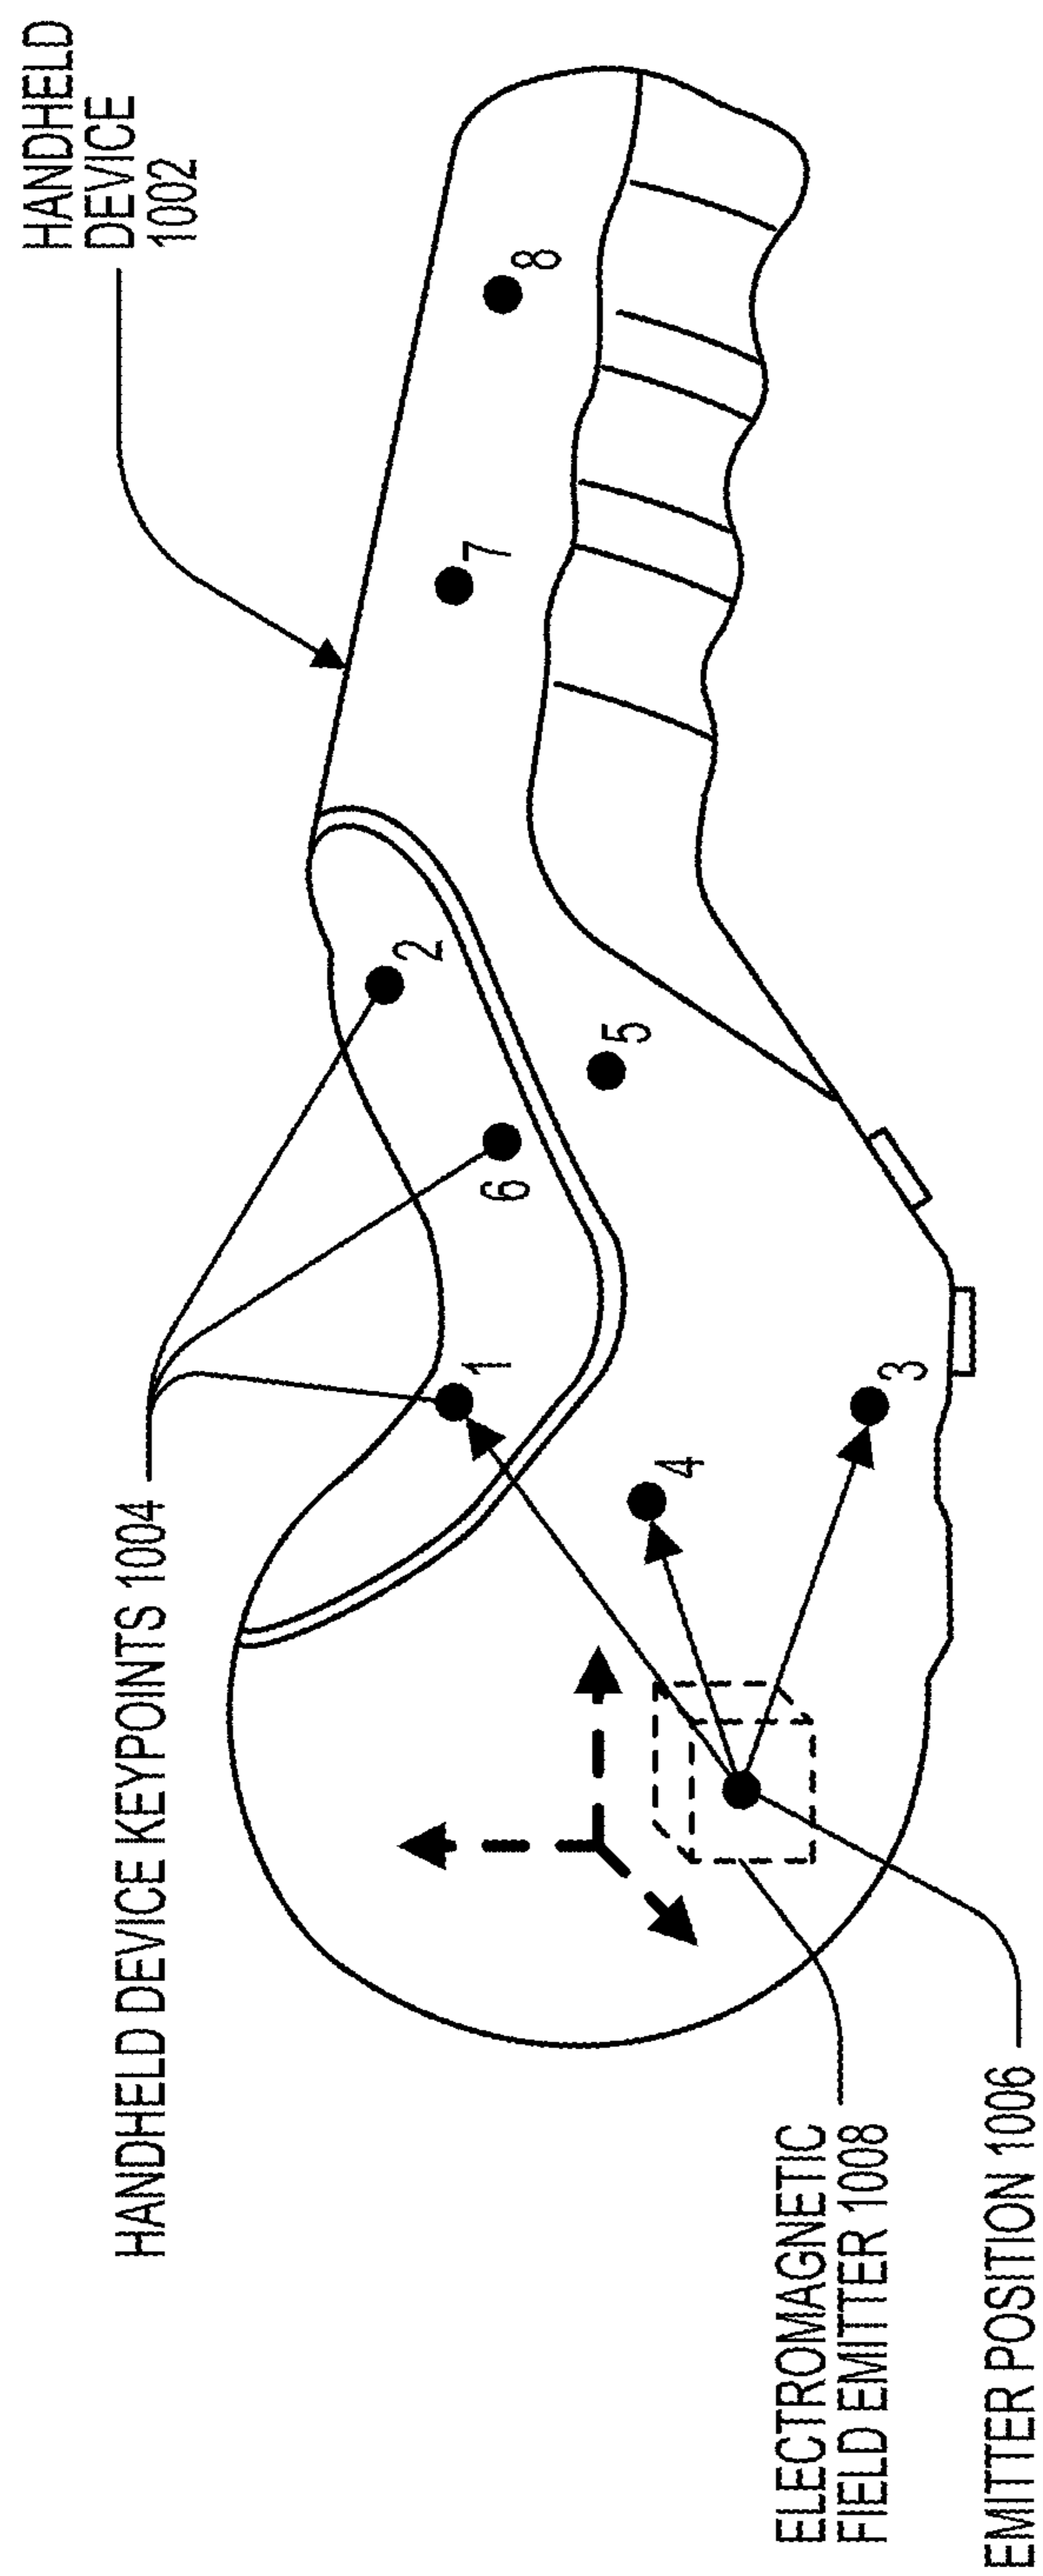 HANDHELD
DEVICE
1002
HANDHELD DEVICE KEYPOINTS 1004
8
7
2
6
5
1
4
3
ELECTROMAGNETIC
FIELD EMITTER 1008
EMITTER POSITION 1006